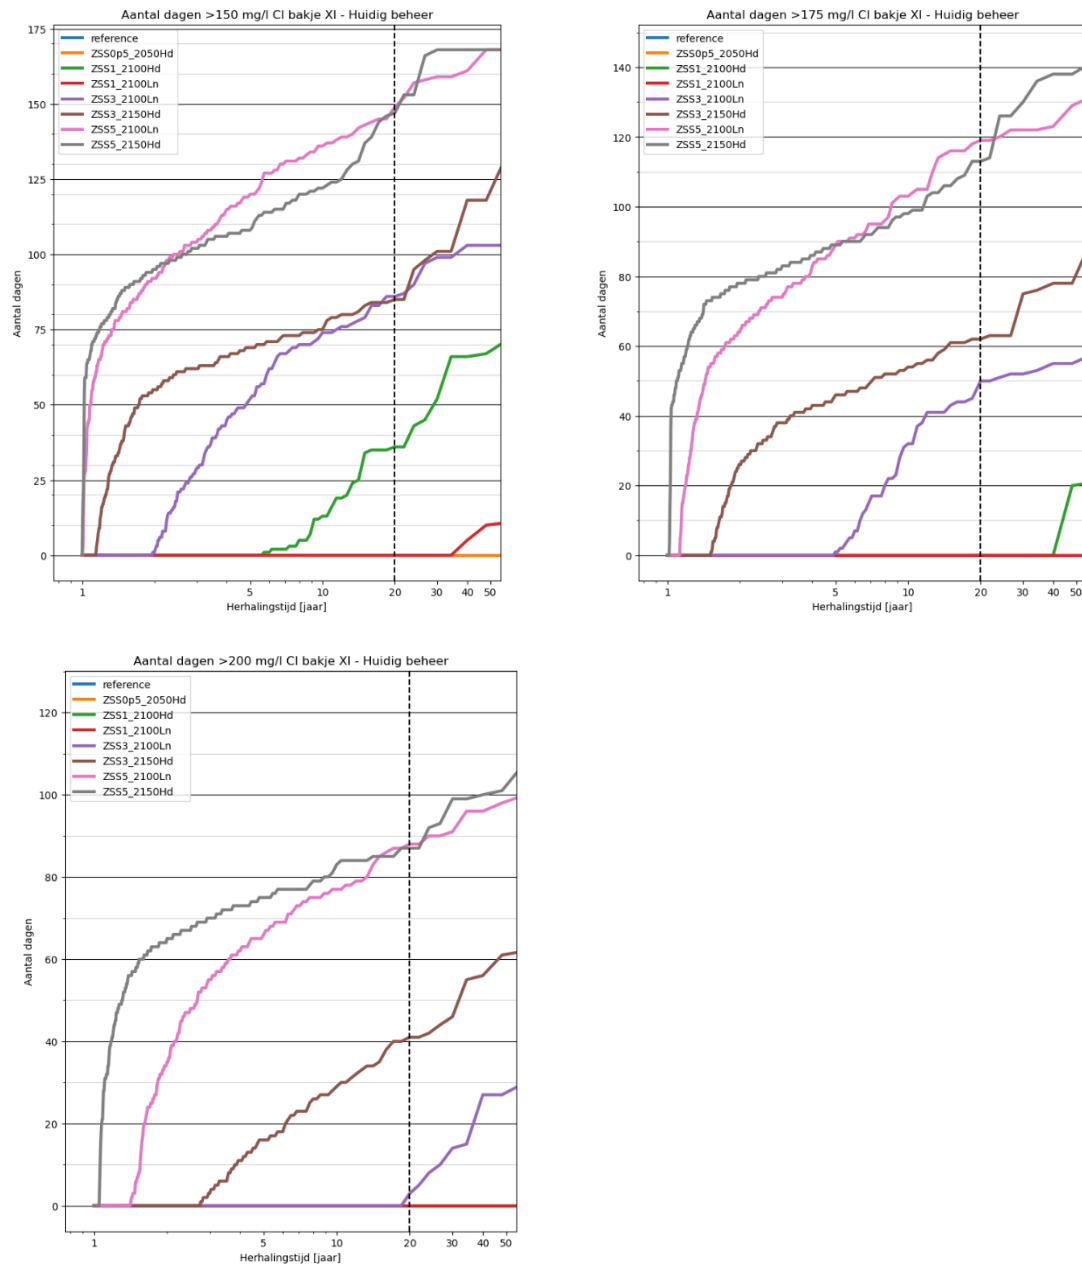 Aantal dagen >150 mg/l Cl bakje XI - Huidig beheer
175
150
125
100
75
50
25
0
Aantal dagen
reference
ZSS0p5_2050Hd
ZSS1_2100Hd
ZSS1_2100Ln
ZSS3_2100Ln
ZSS3_2150Hd
ZSS5_2100Ln
ZSS5_2150Hd
1
2
5
10
20
30
40
50
Herhalingstijd [jaar]
Aantal dagen >175 mg/l Cl bakje XI - Huidig beheer
140
120
100
80
60
40
20
0
Aantal dagen
reference
ZSS0p5_2050Hd
ZSS1_2100Hd
ZSS1_2100Ln
ZSS3_2100Ln
ZSS3_2150Hd
ZSS5_2100Ln
ZSS5_2150Hd
1
2
5
10
20
30
40
50
Herhalingstijd [jaar]
Aantal dagen >200 mg/l Cl bakje XI - Huidig beheer
120
100
80
60
40
20
0
Aantal dagen
reference
ZSS0p5_2050Hd
ZSS1_2100Hd
ZSS1_2100Ln
ZSS3_2100Ln
ZSS3_2150Hd
ZSS5_2100Ln
ZSS5_2150Hd
1
2
5
10
20
30
40
50
Herhalingstijd [jaar]